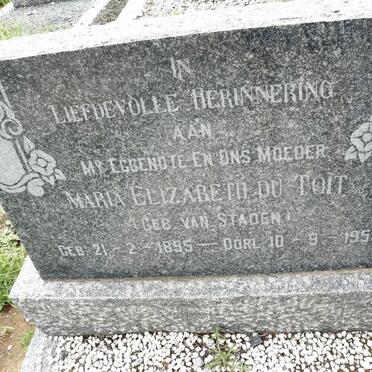 IN
LIEFDEVOLLE HERINNERING
AAN
MY EGGENOTE EN ONS MOEDER
MARIA ELIZABETH DU TOIT
(GEB. VAN STADEN)
GEB. 21-2-1895 — OORL. 10-9-195